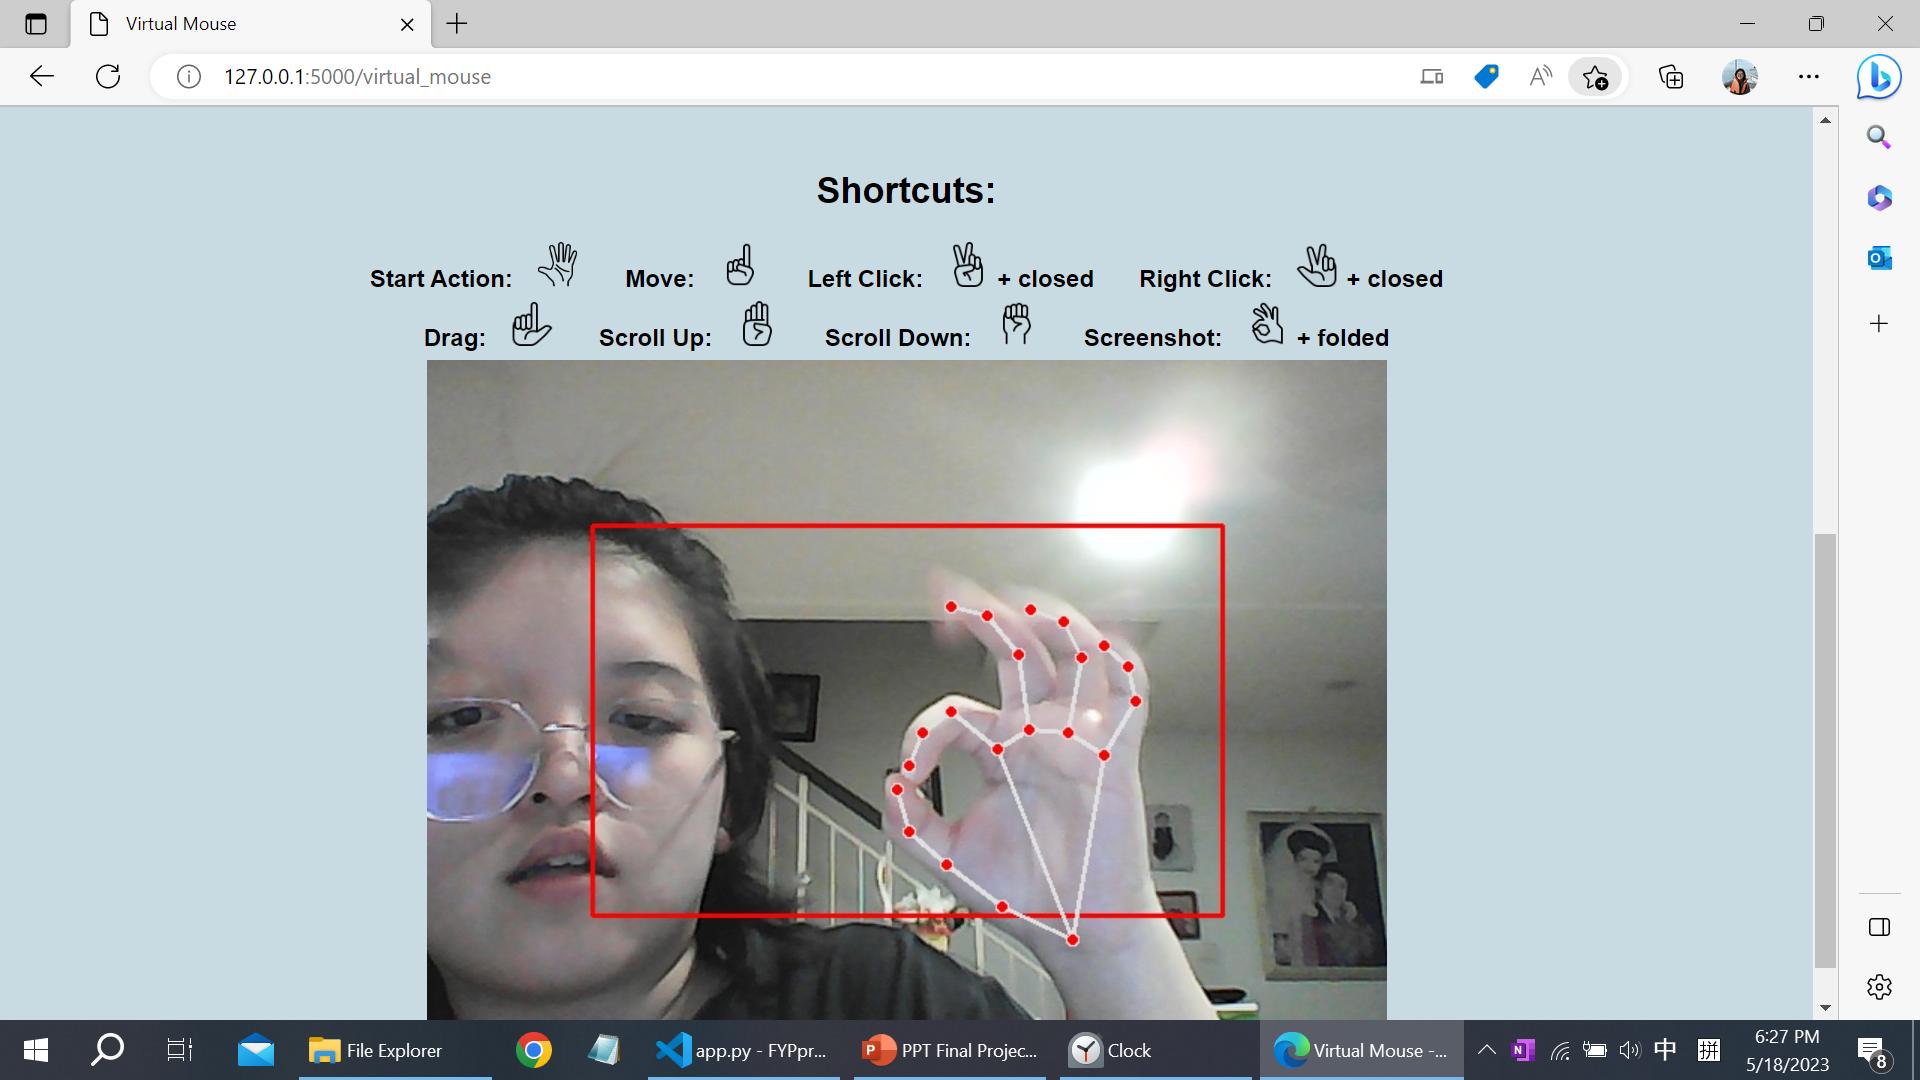 Virtual Mouse
127.0.0.1:5000/virtual_mouse
Shortcuts:
Start Action: Move: Left Click: + closed Right Click: + closed
Drag: Scroll Up: Scroll Down: Screenshot: + folded
File Explorer
app.py - FYPpr...
PPT Final Projec...
Clock
Virtual Mouse -...
中
拼
6:27 PM
5/18/2023
8